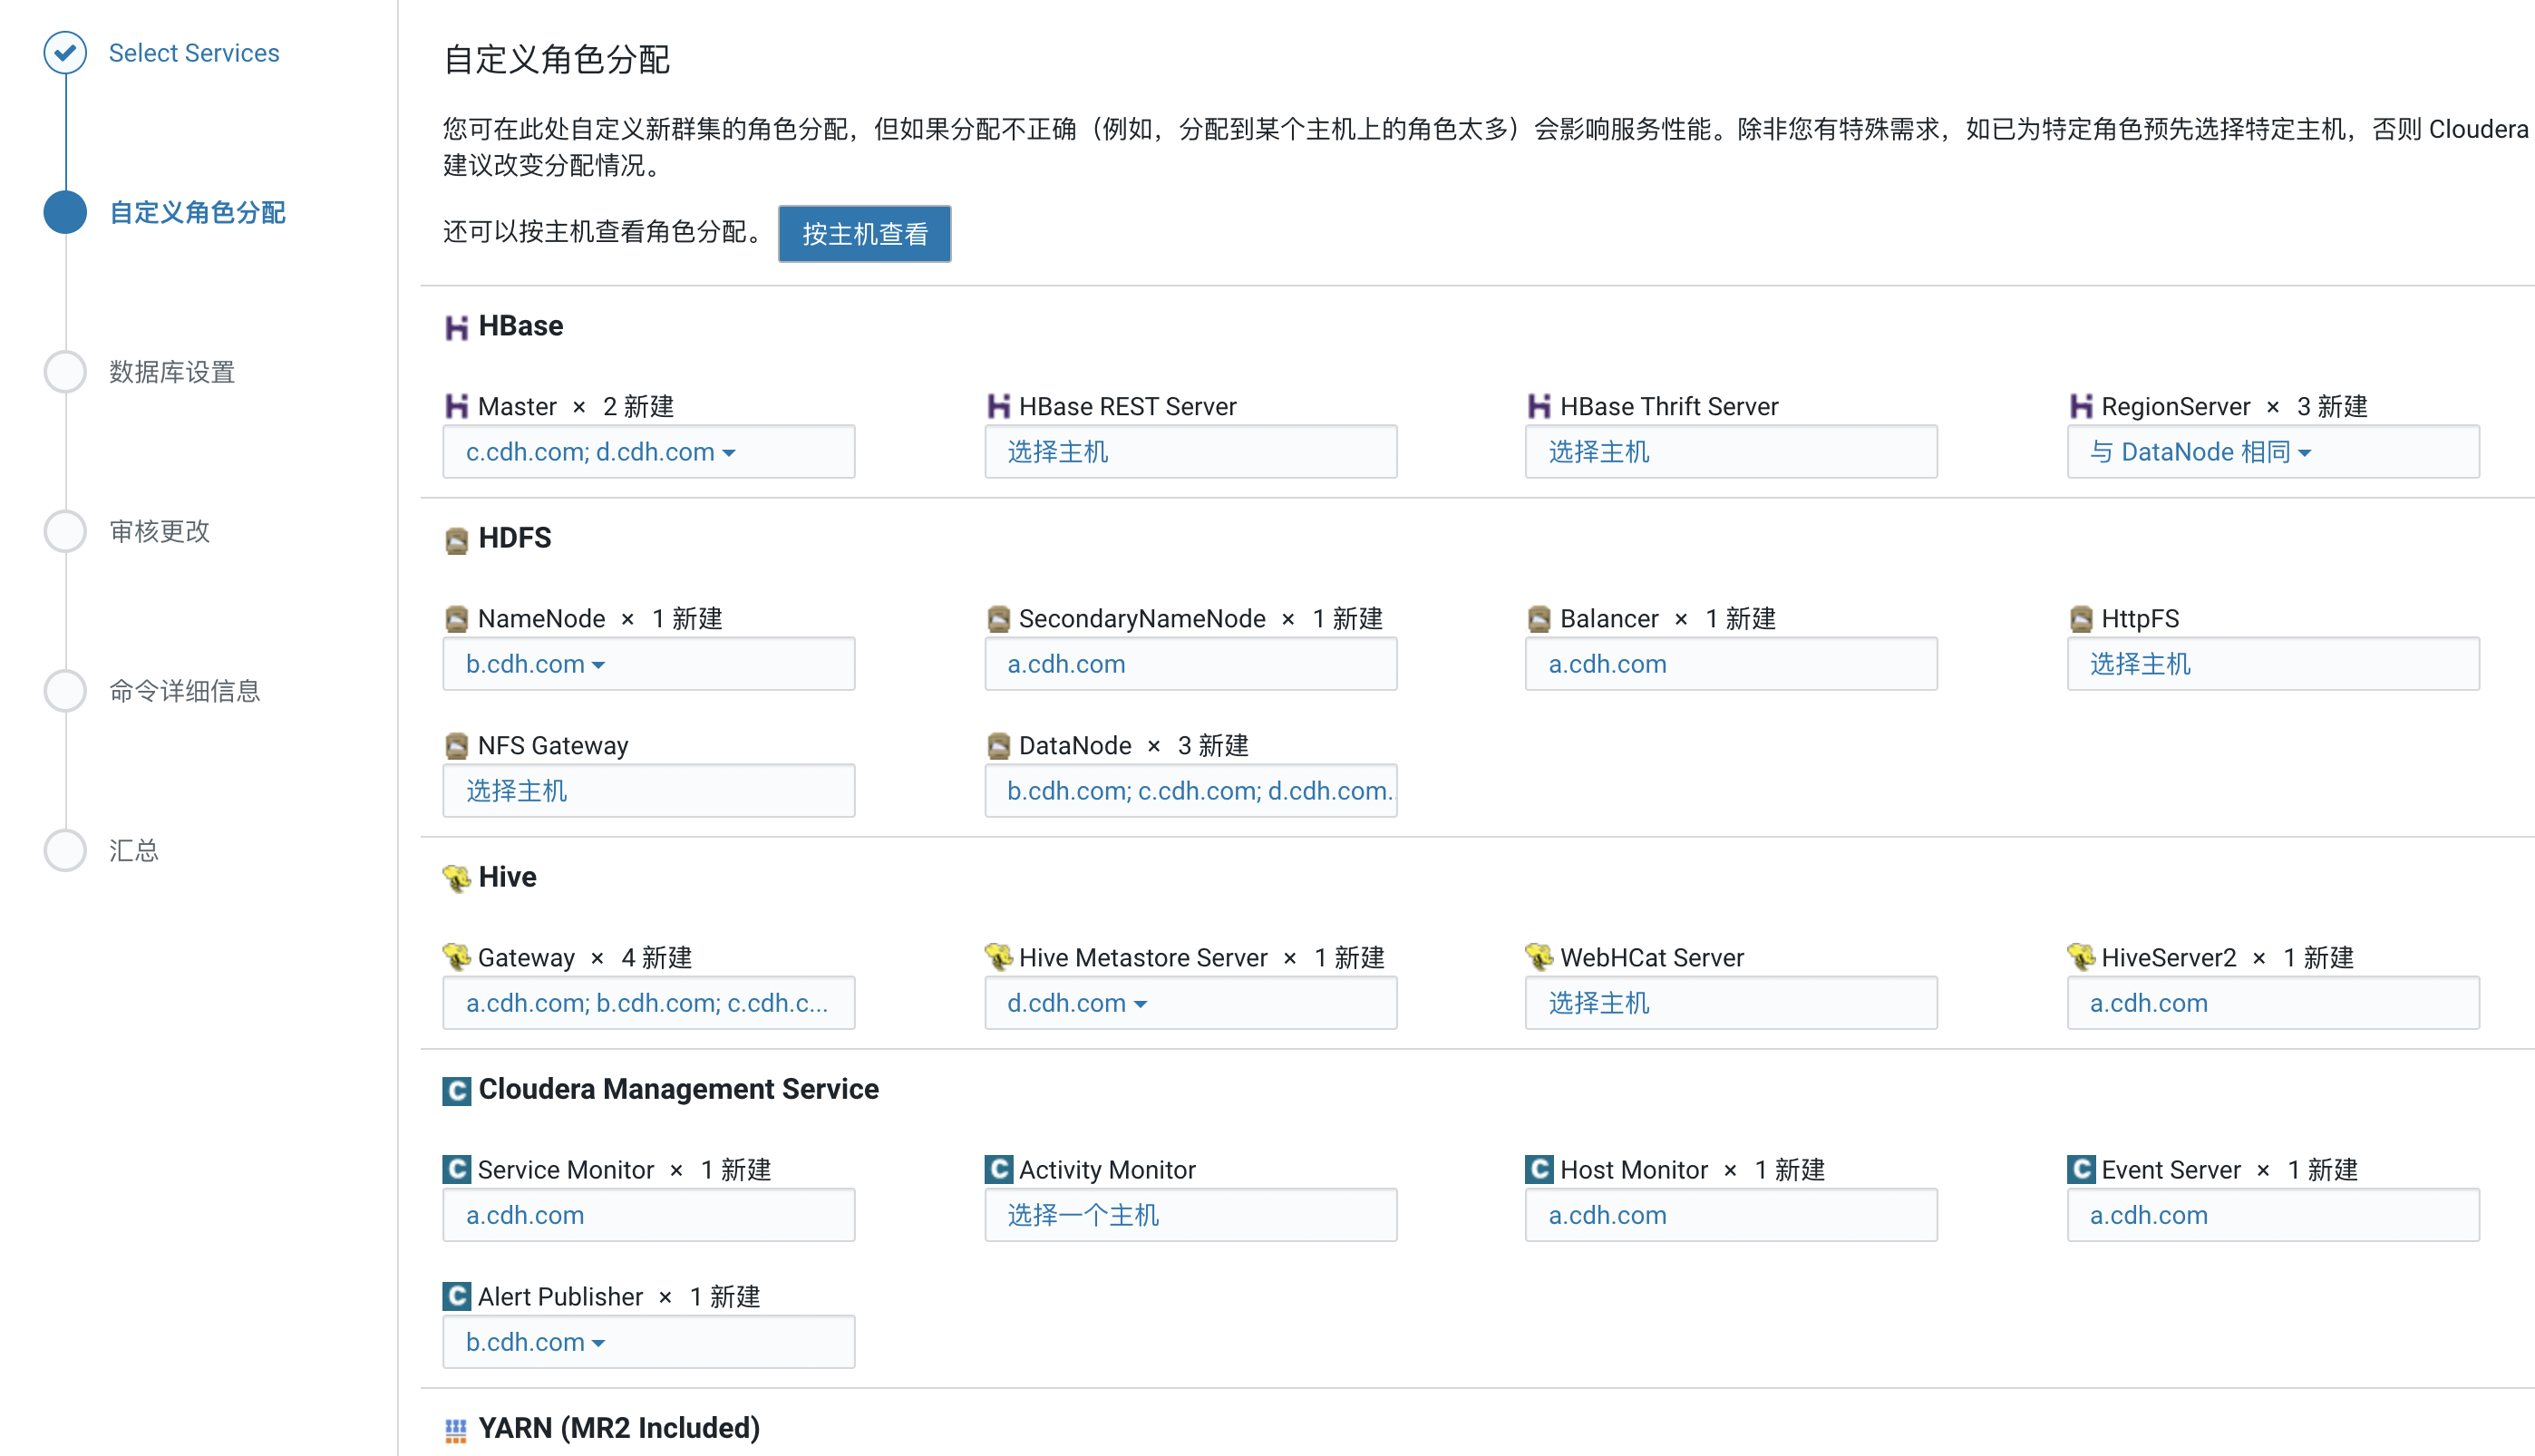 Select Services
自定义角色分配
数据库设置
审核更改
命令详细信息
汇总
自定义角色分配
您可在此处自定义新群集的角色分配，但如果分配不正确（例如，分配到某个主机上的角色太多）会影响服务性能。除非您有特殊需求，如已为特定角色预先选择特定主机，否则 Cloudera
建议改变分配情况。
还可以按主机查看角色分配。 按主机查看
HBase
Master × 2 新建 HBase REST Server HBase Thrift Server RegionServer × 3 新建
c.cdh.com; d.cdh.com 选择主机 选择主机 与 DataNode 相同
HDFS
NameNode × 1 新建 SecondaryNameNode × 1 新建 Balancer × 1 新建 HttpFS
b.cdh.com a.cdh.com a.cdh.com 选择主机
NFS Gateway DataNode × 3 新建
选择主机 b.cdh.com; c.cdh.com; d.cdh.com.
Hive
Gateway × 4 新建 Hive Metastore Server × 1 新建 WebHCat Server HiveServer2 × 1 新建
a.cdh.com; b.cdh.com; c.cdh.c... d.cdh.com 选择主机 a.cdh.com
Cloudera Management Service
Service Monitor × 1 新建 Activity Monitor Host Monitor × 1 新建 Event Server × 1 新建
a.cdh.com 选择一个主机 a.cdh.com a.cdh.com
Alert Publisher × 1 新建
b.cdh.com
YARN (MR2 Included)